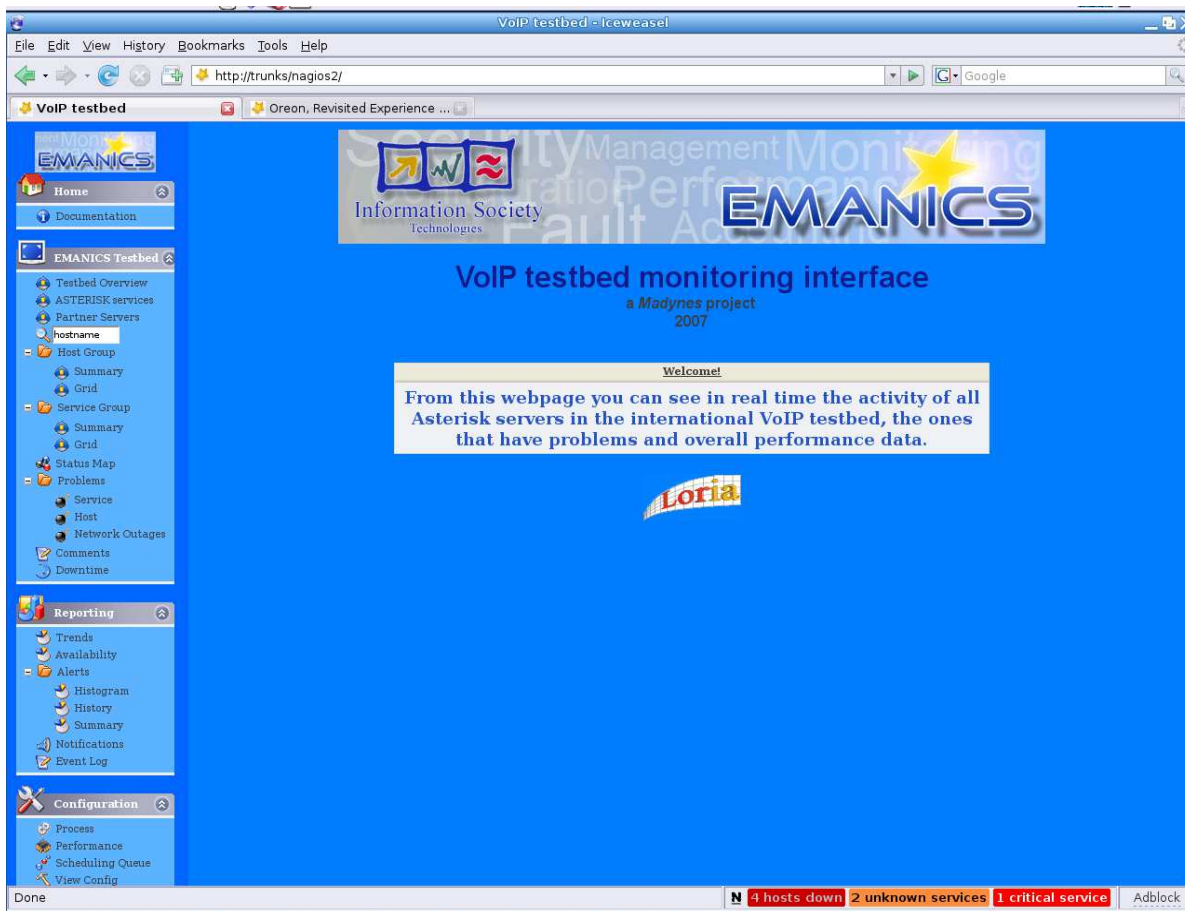 VoIP testbed - Iceweasel
File Edit View History Bookmarks Tools Help
http://trunks/nagios2/
G Google
VoIP testbed
Oreon, Revisited Experience ...
EMANICS
Home
Documentation
EMANICS Testbed
Testbed Overview
ASTERISK services
Partner Servers
hostname
Host Group
Summary
Grid
Service Group
Summary
Grid
Status Map
Problems
Service
Host
Network Outages
Comments
Downtime
Reporting
Trends
Availability
Alerts
Histogram
History
Summary
Notifications
Event Log
Configuration
Process
Performance
Scheduling Queue
View Config
Security Management Monitoring
Performance
Fault
Information Society
Technologies
EMANICS
VoIP testbed monitoring interface
a Madynes project
2007
Welcome!
From this webpage you can see in real time the activity of all
Asterisk servers in the international VoIP testbed, the ones
that have problems and overall performance data.
Loria
Done
N 4 hosts down 2 unknown services 1 critical service Adblock